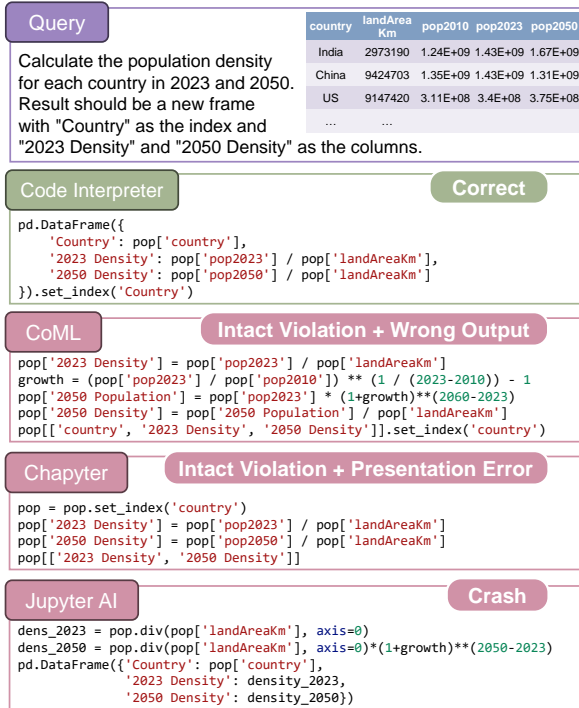 Query
country landArea Km pop2010 pop2023 pop2050
India 2973190 1.24E+09 1.43E+09 1.67E+09
China 9424703 1.35E+09 1.43E+09 1.31E+09
US 9147420 3.11E+08 3.4E+08 3.75E+08
... ...
Calculate the population density
for each country in 2023 and 2050.
Result should be a new frame
with "Country" as the index and
"2023 Density" and "2050 Density" as the columns.
Code Interpreter Correct
pd.DataFrame({
    'Country': pop['country'],
    '2023 Density': pop['pop2023'] / pop['landAreaKm'],
    '2050 Density': pop['pop2050'] / pop['landAreaKm']
}).set_index('Country')
CoML Intact Violation + Wrong Output
pop['2023 Density'] = pop['pop2023'] / pop['landAreaKm']
growth = (pop['pop2023'] / pop['pop2010']) ** (1 / (2023-2010)) - 1
pop['2050 Population'] = pop['pop2023'] * (1+growth)**(2060-2023)
pop['2050 Density'] = pop['2050 Population'] / pop['landAreaKm']
pop[['country', '2023 Density', '2050 Density']].set_index('country')
Chapyter Intact Violation + Presentation Error
pop = pop.set_index('country')
pop['2023 Density'] = pop['pop2023'] / pop['landAreaKm']
pop['2050 Density'] = pop['pop2050'] / pop['landAreaKm']
pop[['2023 Density', '2050 Density']]
Jupyter AI Crash
dens_2023 = pop.div(pop['landAreaKm'], axis=0)
dens_2050 = pop.div(pop['landAreaKm'], axis=0)*(1+growth)**(2050-2023)
pd.DataFrame({'Country': pop['country'],
              '2023 Density': density_2023,
              '2050 Density': density_2050})